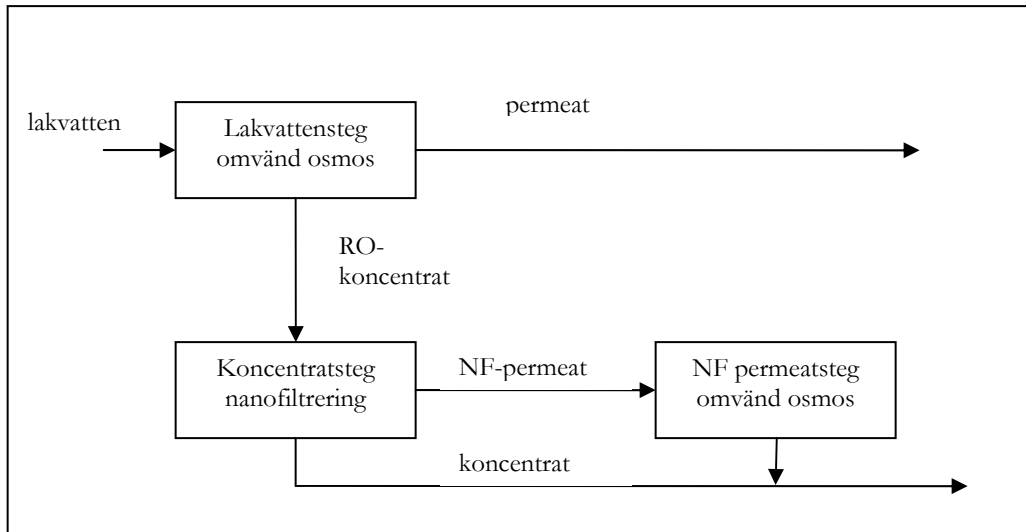 lakvatten
Lakvattensteg
omvänd osmos
permeat
RO-
koncentrat
Koncentratsteg
nanofiltrering
NF-permeat
NF permeatsteg
omvänd osmos
koncentrat